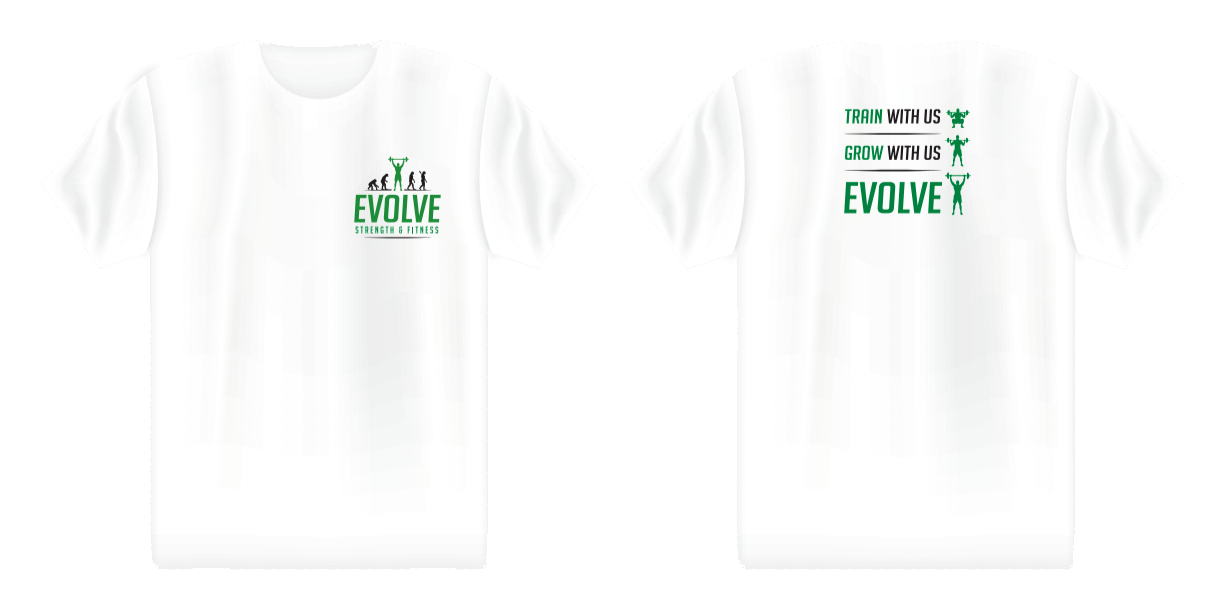 EVOLVE
STRENGTH & FITNESS
TRAIN WITH US
GROW WITH US
EVOLVE